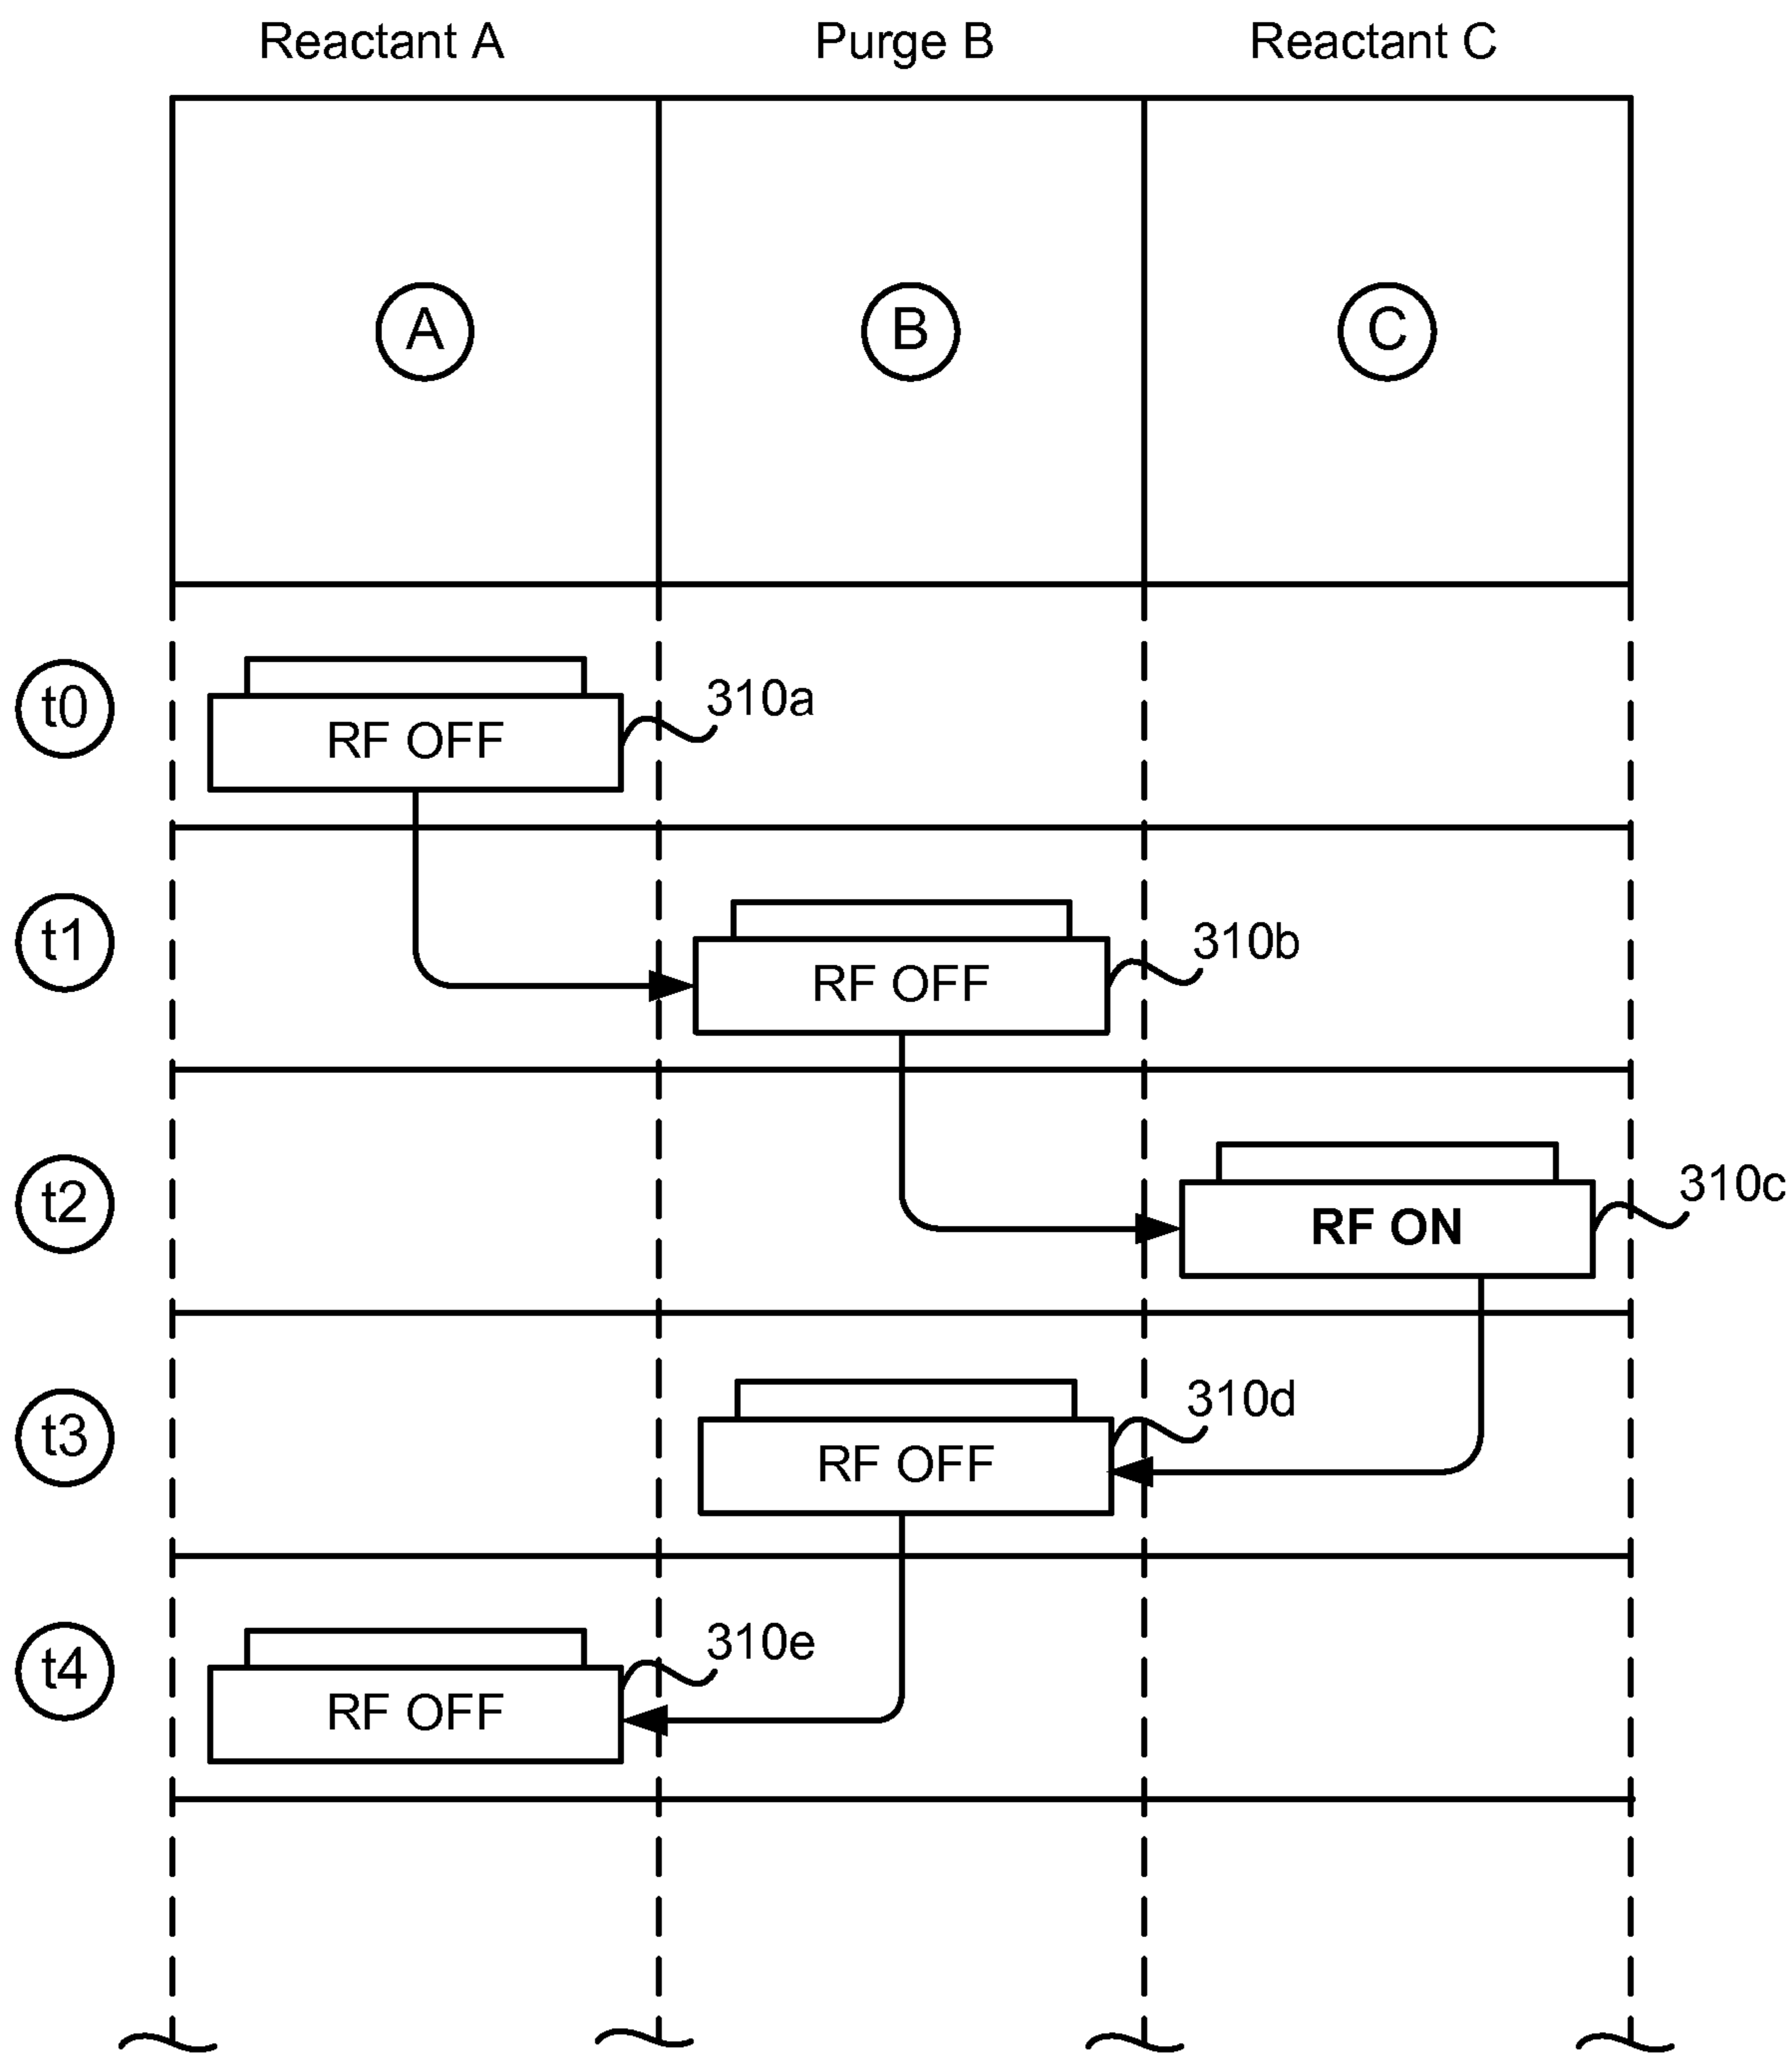 Reactant A Purge B Reactant C
A B C
t0
RF OFF
310a
t1
RF OFF
310b
t2
RF ON
310c
t3
RF OFF
310d
t4
RF OFF
310e